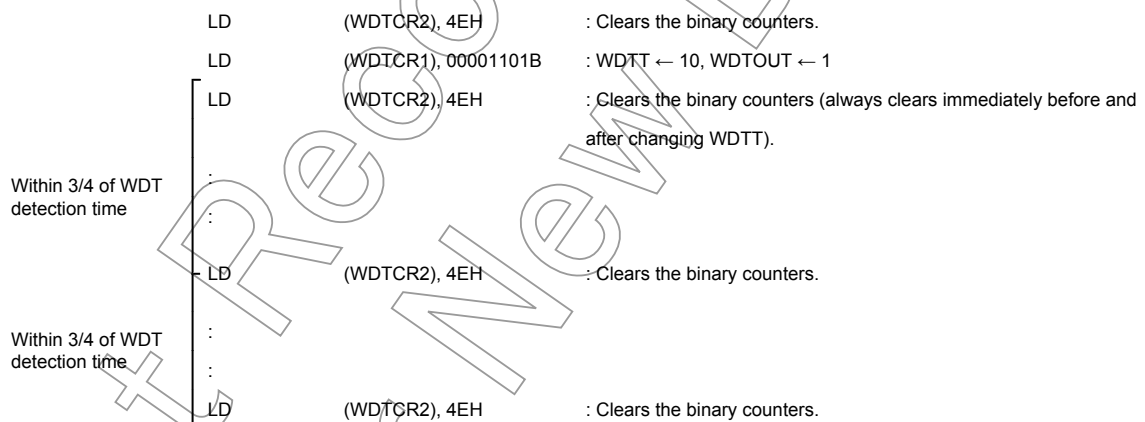 LD (WDTCR2), 4EH : Clears the binary counters.
LD (WDTCR1), 00001101B : WDTT ← 10, WDTOUT ← 1
LD (WDTCR2), 4EH : Clears the binary counters (always clears immediately before and
after changing WDTT).
Within 3/4 of WDT
detection time
:
:
LD (WDTCR2), 4EH : Clears the binary counters.
Within 3/4 of WDT
detection time
:
:
LD (WDTCR2), 4EH : Clears the binary counters.